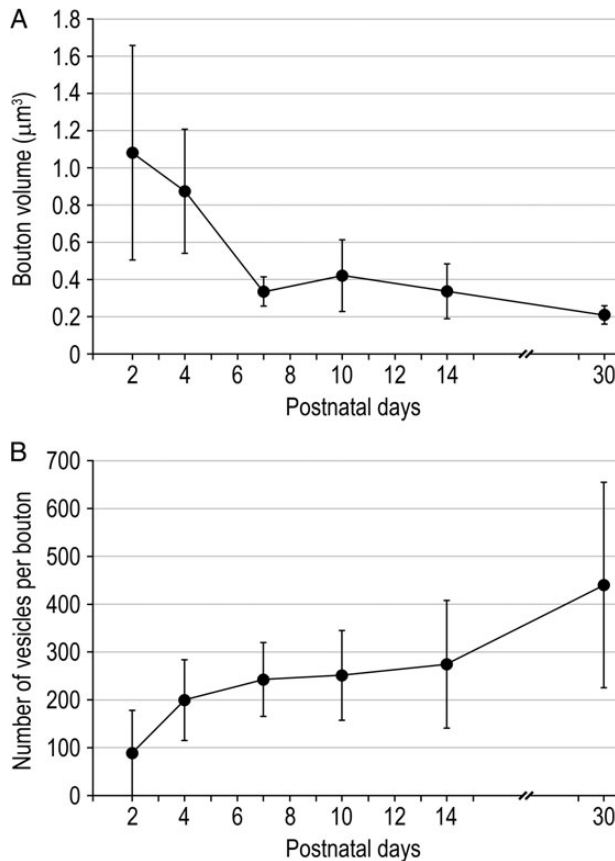 A
1.8
1.6
1.4
1.2
1.0
0.8
0.6
0.4
0.2
0
Bouton volume (μm³)
2 4 6 8 10 12 14 30
Postnatal days
B
700
600
500
400
300
200
100
0
Number of vesicles per bouton
2 4 6 8 10 12 14 30
Postnatal days